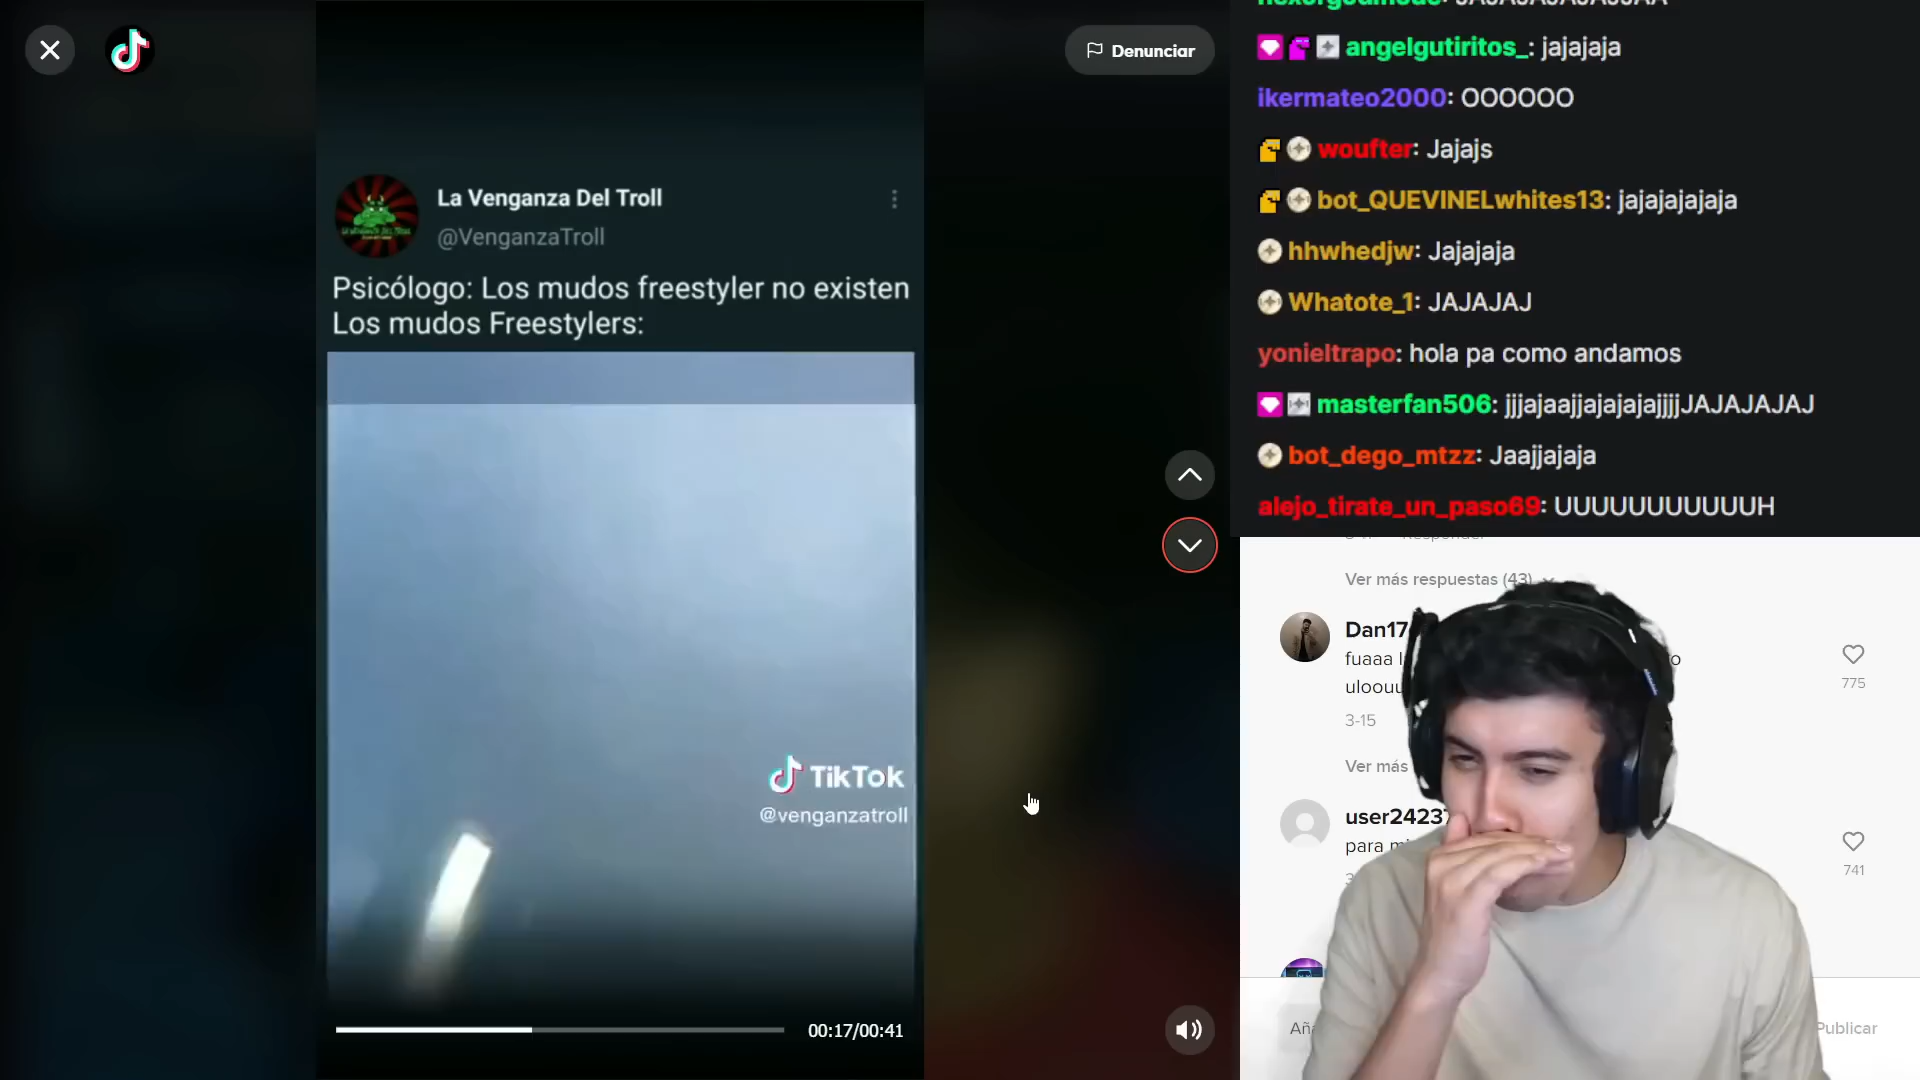 Denunciar
La Venganza Del Troll
@VenganzaTroll
Psicólogo: Los mudos freestyler no existen
Los mudos Freestylers:
TikTok
@venganzatroll
00:17/00:41
angelgutiritos_: jajajaja
ikermateo2000: OOOOOO
woufter: Jajajs
bot_QUEVINELwhites13: jajajajajaja
hhwhedjw: Jajajaja
Whatote_1: JAJAJAJ
yonieltrapo: hola pa como andamos
masterfan506: jjjajaajjajajajajjjjJAJAJAJAJ
bot_dego_mtzz: Jaajjajaja
alejo_tirate_un_paso69: UUUUUUUUUUUH
Ver más respuestas (43)
Dan17
fuaaa
775
3-15
Ver más
user2423
para
741
Publicar